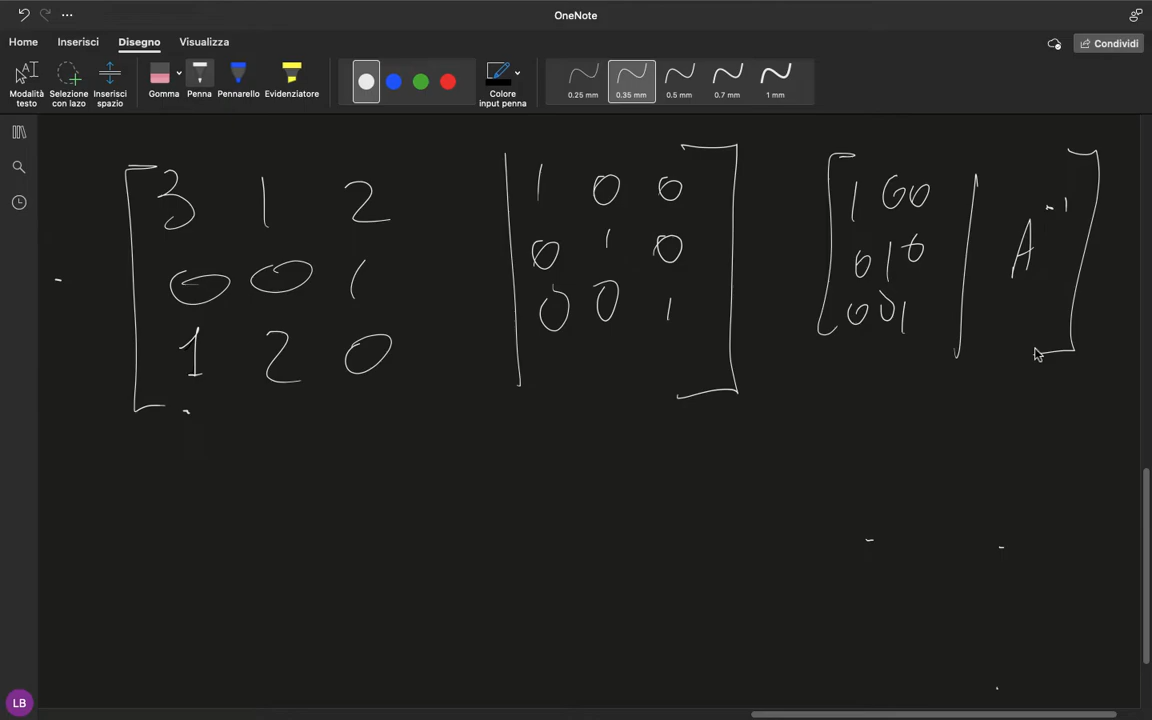 OneNote
Home Inserisci Disegno Visualizza Condividi
Modalità testo Selezione con lazo Inserisci spazio Gomma Penna Pennarello Evidenziatore Colore input penna 0.25 mm 0.35 mm 0.5 mm 0.7 mm 1 mm
3 1 2 1 0 0 1 0 0
0 0 1 0 1 0 0 1 0 A -1
1 2 0 0 0 1 0 0 1
LB